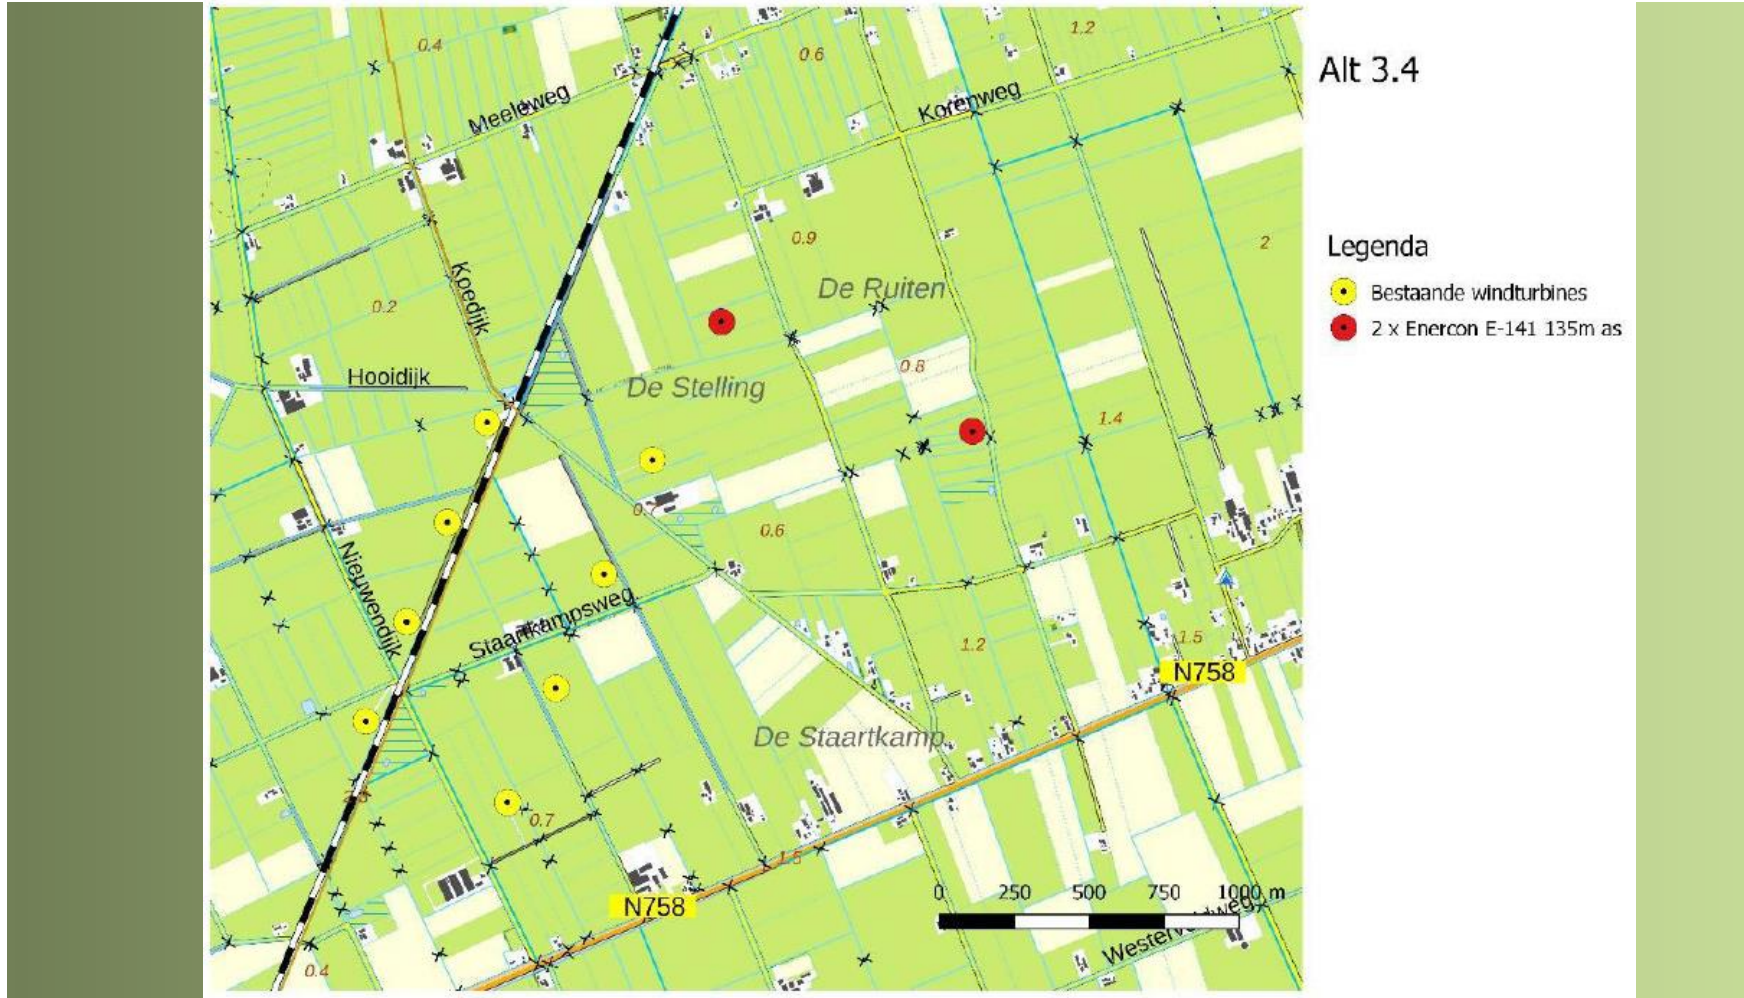 0.4
1.2
0.6
Alt 3.4
Meeleweg
Korenweg
0.9
2
Legenda
De Ruiten
Koedijk
Bestaande windturbines
0.2
2 x Enercon E-141 135m as
0.8
Hooidijk
De Stelling
1.4
0.6
Nieuwendijk
Staartkampsweg
1.2
1.5
N758
De Staartkamp
0.7
1.5
0 250 500 750 1000 m
N758
0.4